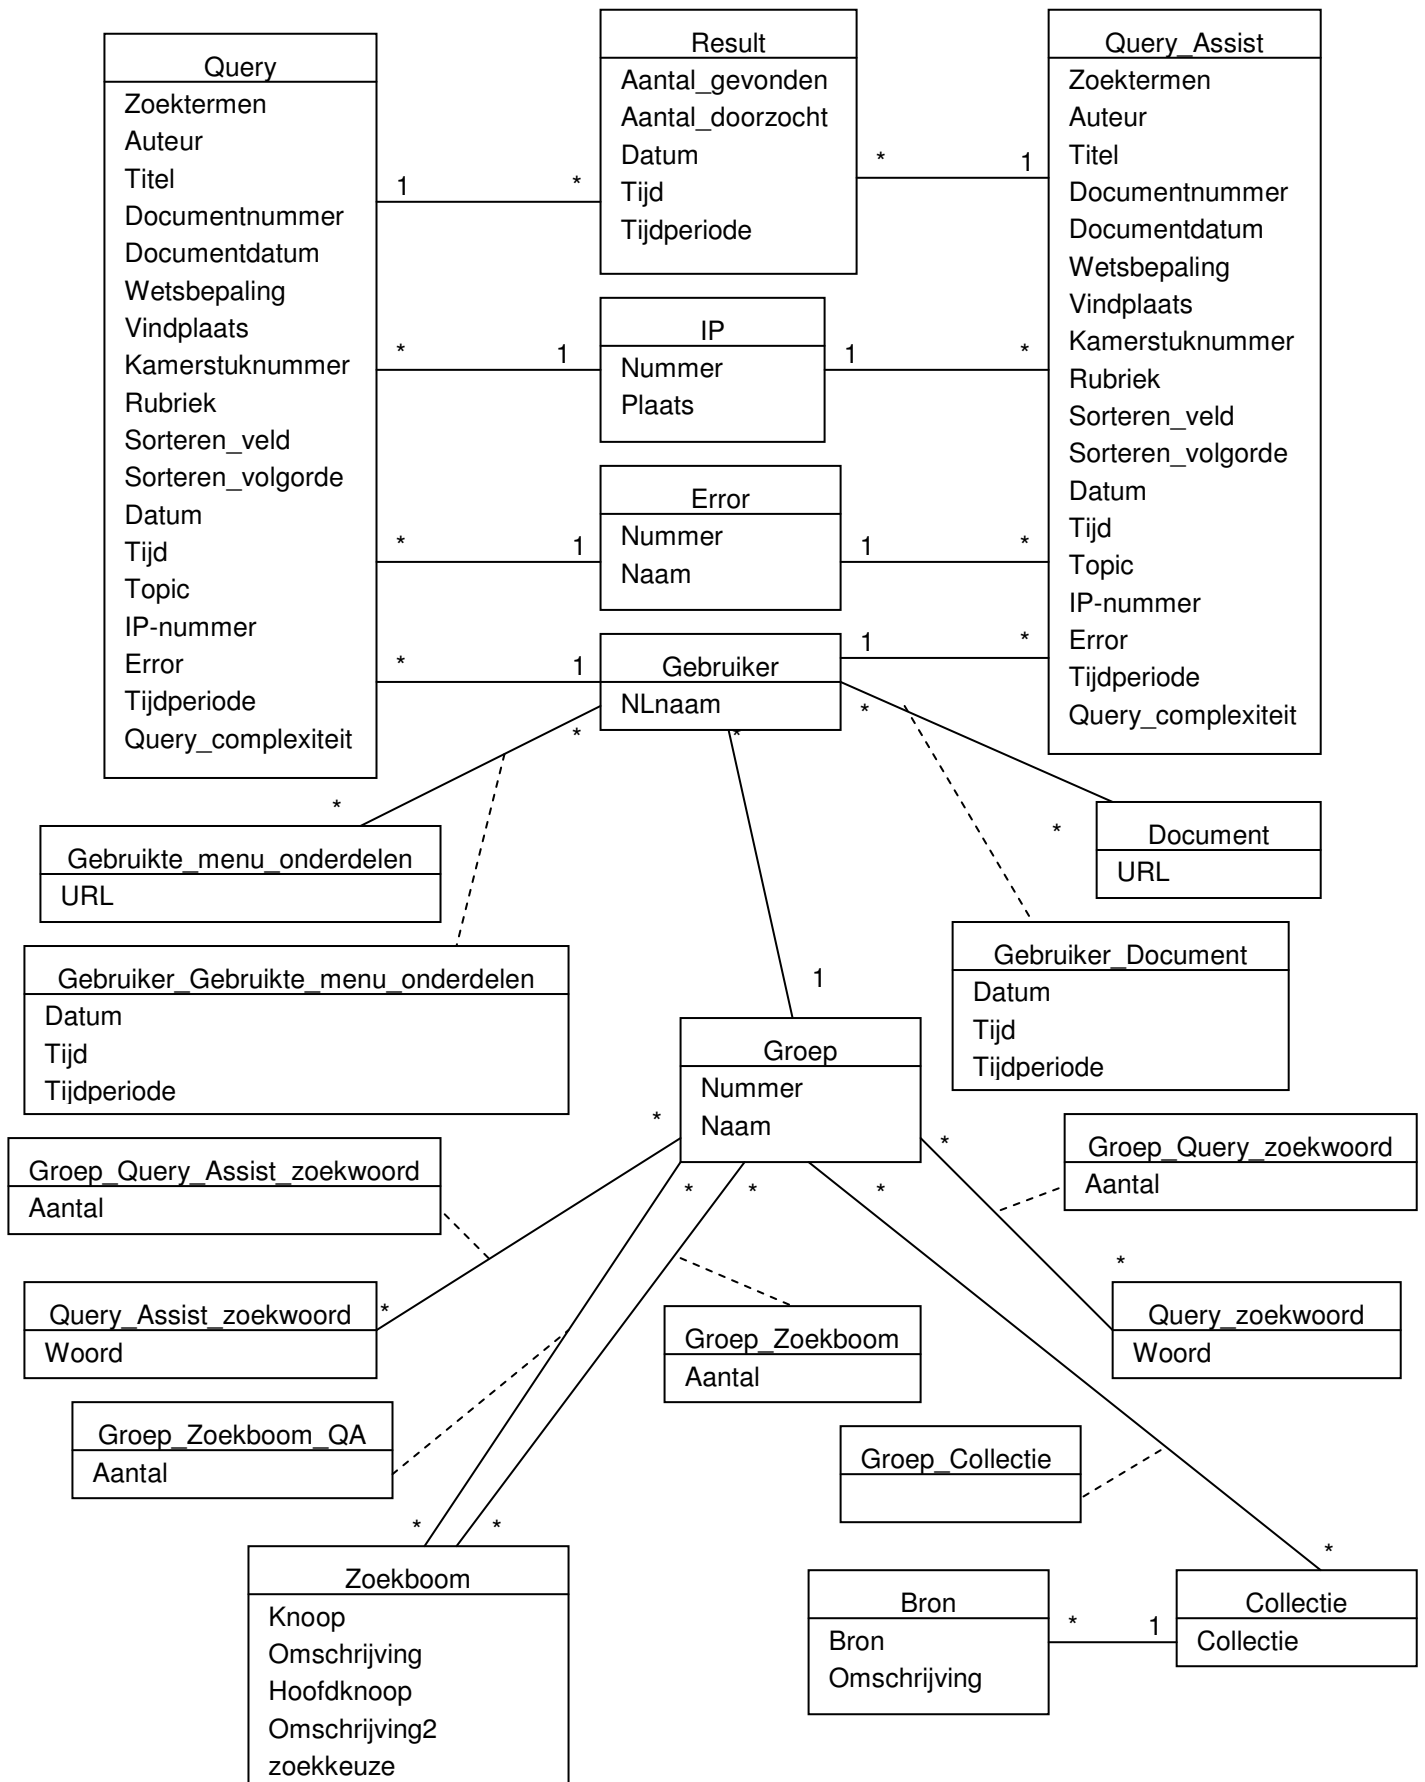 Query
Zoektermen
Auteur
Titel
Documentnummer
Documentdatum
Wetsbepaling
Vindplaats
Kamerstuknummer
Rubriek
Sorteren_veld
Sorteren_volgorde
Datum
Tijd
Topic
IP-nummer
Error
Tijdperiode
Query_complexiteit
Result
Aantal_gevonden
Aantal_doorzocht
Datum
Tijd
Tijdperiode
Query_Assist
Zoektermen
Auteur
Titel
Documentnummer
Documentdatum
Wetsbepaling
Vindplaats
Kamerstuknummer
Rubriek
Sorteren_veld
Sorteren_volgorde
Datum
Tijd
Topic
IP-nummer
Error
Tijdperiode
Query_complexiteit
1 *
* 1
IP
Nummer
Plaats
* 1
1 *
Error
Nummer
Naam
* 1
1 *
Gebruiker
NLnaam
* 1
1 *
* * *
* *
Gebruikte_menu_onderdelen
URL
Document
URL
Gebruiker_Gebruikte_menu_onderdelen
Datum
Tijd
Tijdperiode
Gebruiker_Document
Datum
Tijd
Tijdperiode
1
Groep
Nummer
Naam
* *
* * *
Groep_Query_Assist_zoekwoord
Aantal
Groep_Query_zoekwoord
Aantal
*
Query_Assist_zoekwoord
Woord
*
Query_zoekwoord
Woord
Groep_Zoekboom
Aantal
Groep_Zoekboom_QA
Aantal
Groep_Collectie
* *
*
Zoekboom
Knoop
Omschrijving
Hoofdknoop
Omschrijving2
zoekkeuze
Bron
Bron
Omschrijving
* 1
Collectie
Collectie